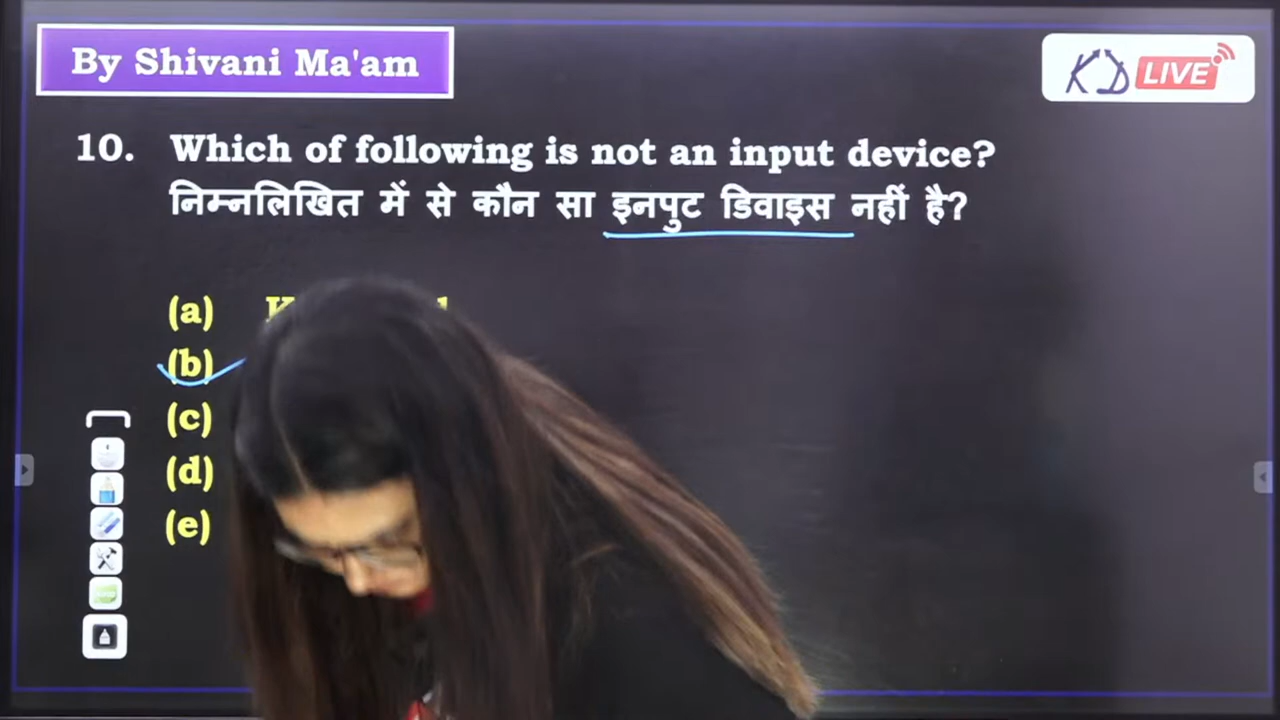 By Shivani Ma'am
KD LIVE
10. Which of following is not an input device?
निम्नलिखित में से कौन सा इनपुट डिवाइस नहीं है?
(a)
(b)
(c)
(d)
(e)